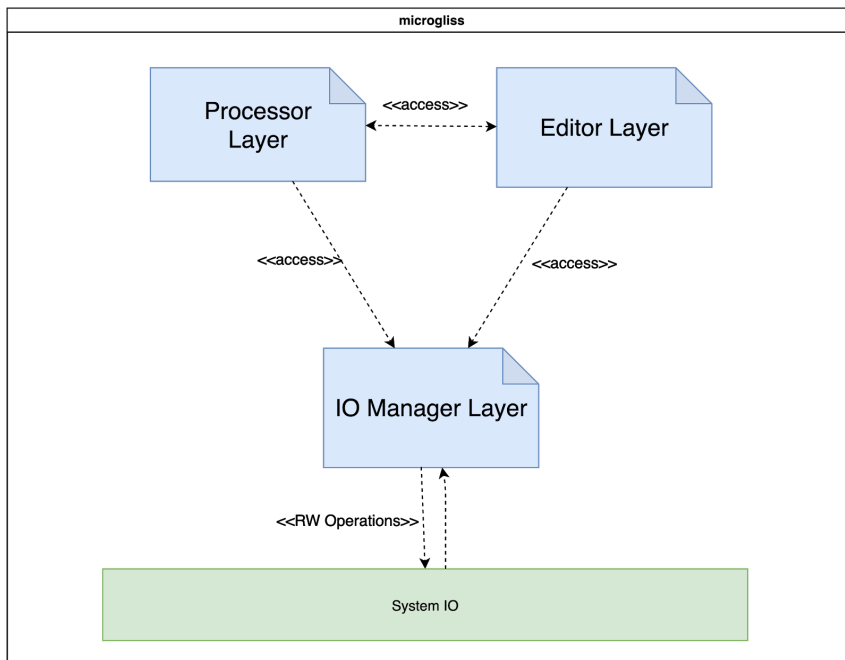 microgliss
Processor
Layer
<<access>>
Editor Layer
<<access>>
<<access>>
IO Manager Layer
<<RW Operations>>
System IO